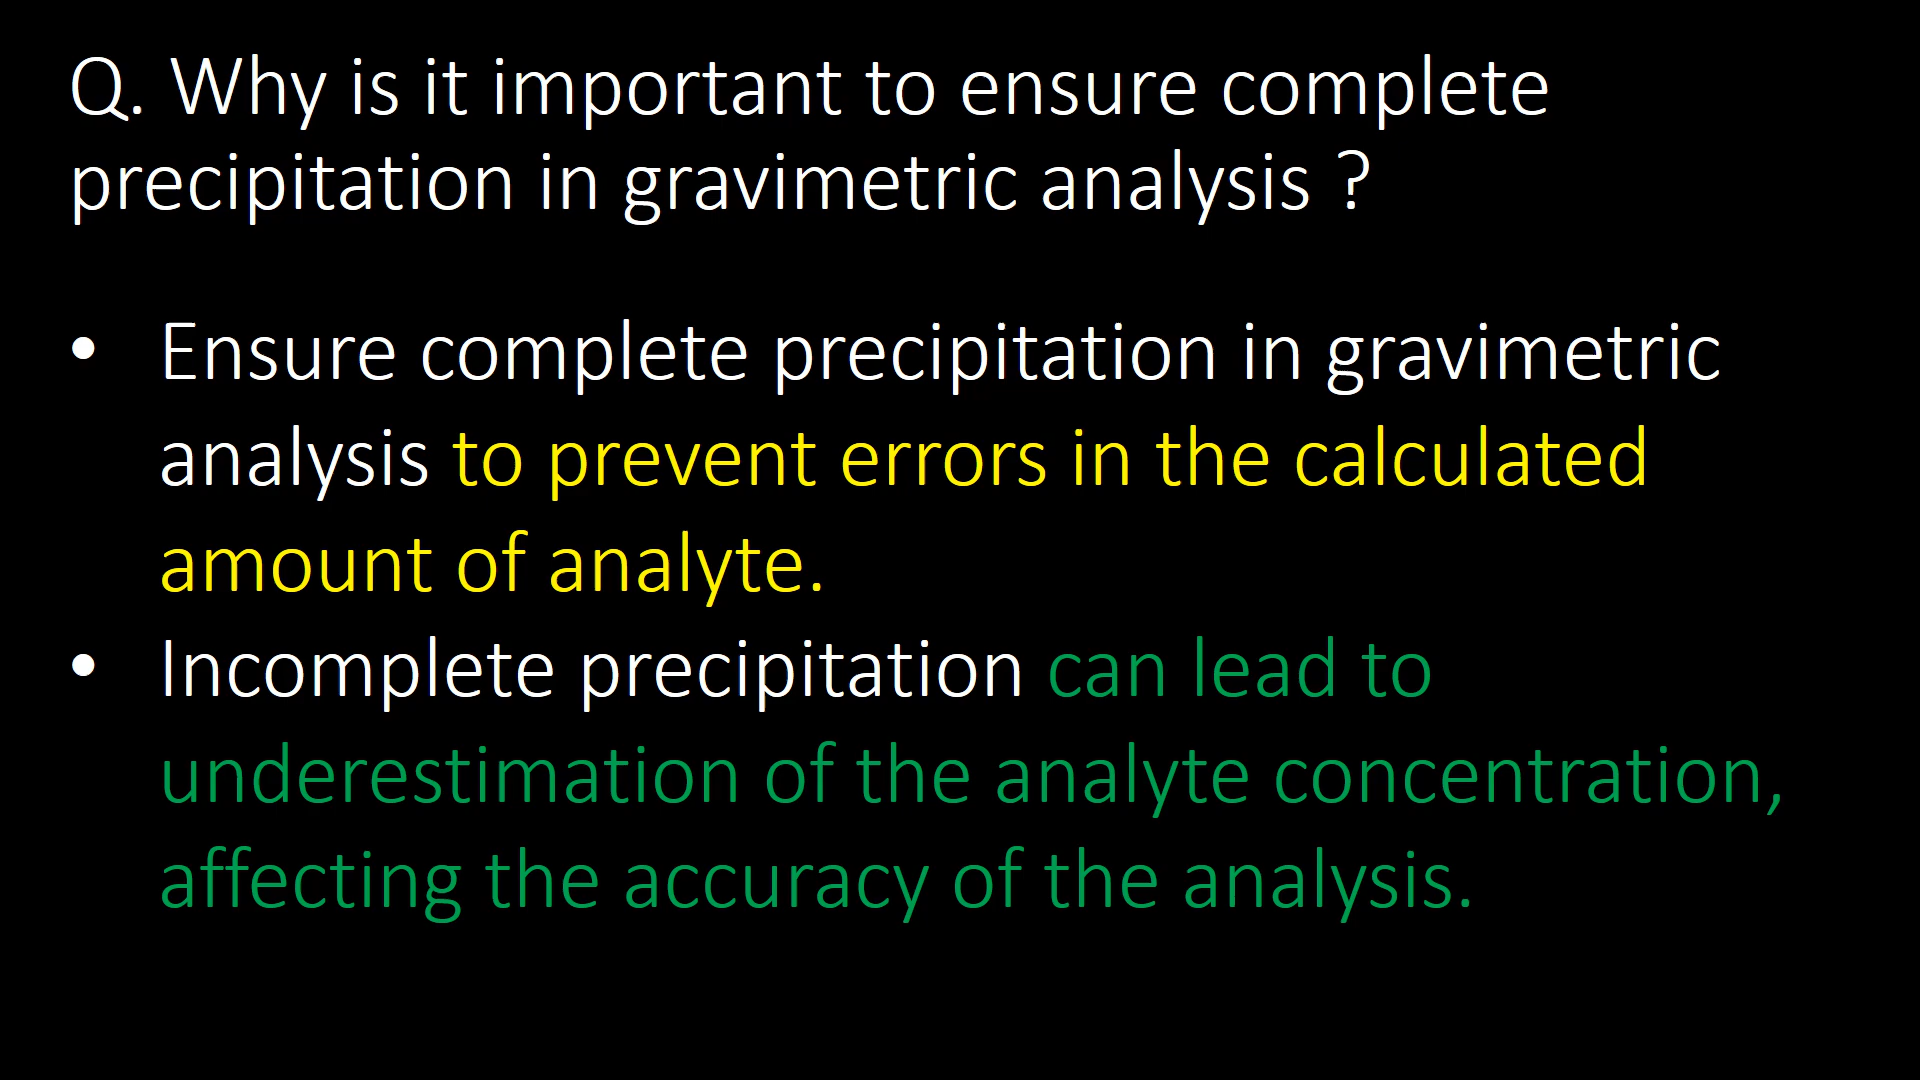 Q. Why is it important to ensure complete
precipitation in gravimetric analysis ?
• Ensure complete precipitation in gravimetric
analysis to prevent errors in the calculated
amount of analyte.
• Incomplete precipitation can lead to
underestimation of the analyte concentration,
affecting the accuracy of the analysis.